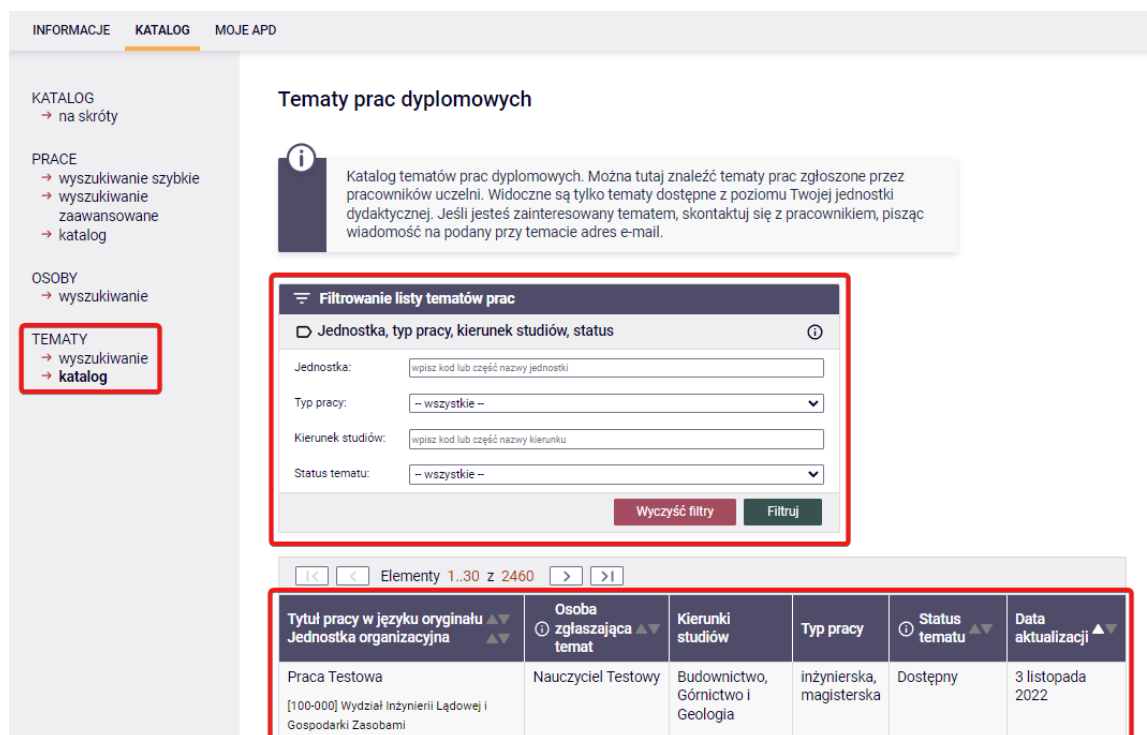 INFORMACJE KATALOG MOJE APD
KATALOG
→ na skróty
PRACE
→ wyszukiwanie szybkie
→ wyszukiwanie
zaawansowane
→ katalog
OSOBY
→ wyszukiwanie
TEMATY
→ wyszukiwanie
→ katalog
Tematy prac dyplomowych
Katalog tematów prac dyplomowych. Można tutaj znaleźć tematy prac zgłoszone przez
pracowników uczelni. Widoczne są tylko tematy dostępne z poziomu Twojej jednostki
dydaktycznej. Jeśli jesteś zainteresowany tematem, skontaktuj się z pracownikiem, pisząc
wiadomość na podany przy temacie adres e-mail.
Filtrowanie listy tematów prac
Jednostka, typ pracy, kierunek studiów, status
Jednostka: wpisz kod lub część nazwy jednostki
Typ pracy: -- wszystkie --
Kierunek studiów: wpisz kod lub część nazwy kierunku
Status tematu: -- wszystkie --
Wyczyść filtry Filtruj
Elementy 1..30 z 2460
Tytuł pracy w języku oryginału
Jednostka organizacyjna
Osoba
zgłaszająca
temat
Kierunki
studiów
Typ pracy
Status
tematu
Data
aktualizacji
Praca Testowa
[100-000] Wydział Inżynierii Lądowej i
Gospodarki Zasobami
Nauczyciel Testowy
Budownictwo,
Górnictwo i
Geologia
inżynierska,
magisterska
Dostępny
3 listopada
2022